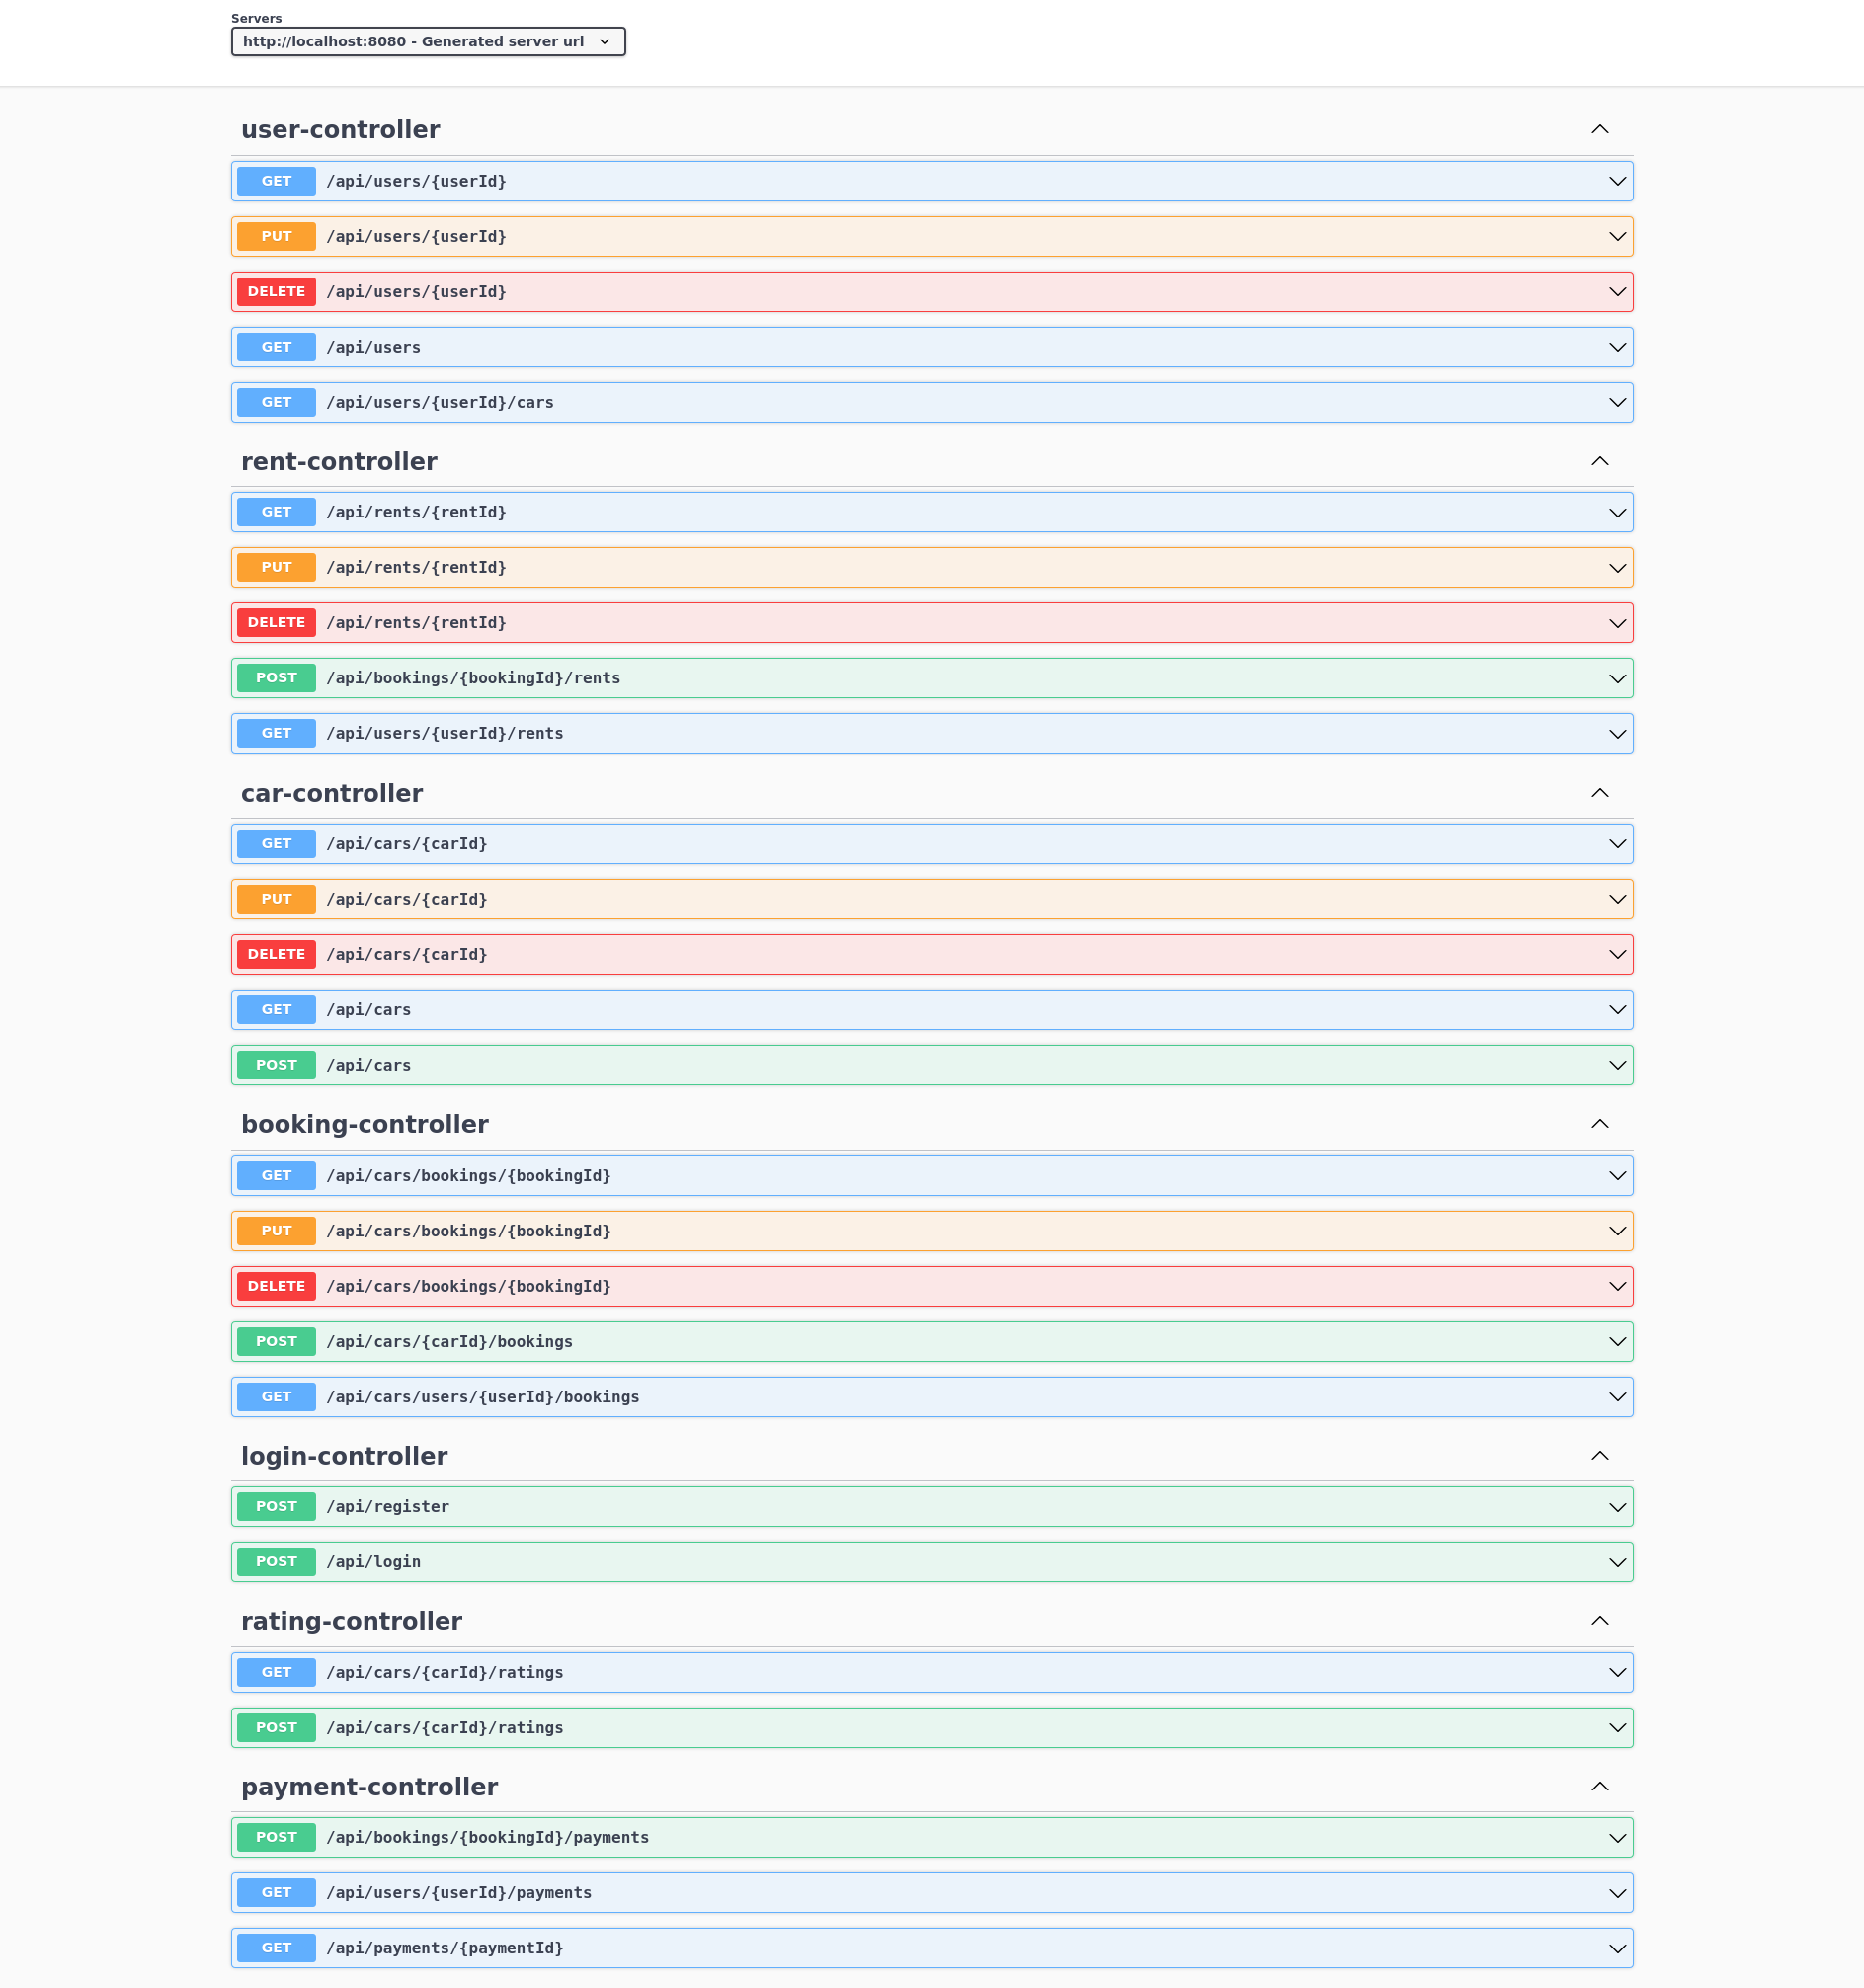 Servers
http://localhost:8080 - Generated server url
user-controller
GET /api/users/{userId}
PUT /api/users/{userId}
DELETE /api/users/{userId}
GET /api/users
GET /api/users/{userId}/cars
rent-controller
GET /api/rents/{rentId}
PUT /api/rents/{rentId}
DELETE /api/rents/{rentId}
POST /api/bookings/{bookingId}/rents
GET /api/users/{userId}/rents
car-controller
GET /api/cars/{carId}
PUT /api/cars/{carId}
DELETE /api/cars/{carId}
GET /api/cars
POST /api/cars
booking-controller
GET /api/cars/bookings/{bookingId}
PUT /api/cars/bookings/{bookingId}
DELETE /api/cars/bookings/{bookingId}
POST /api/cars/{carId}/bookings
GET /api/cars/users/{userId}/bookings
login-controller
POST /api/register
POST /api/login
rating-controller
GET /api/cars/{carId}/ratings
POST /api/cars/{carId}/ratings
payment-controller
POST /api/bookings/{bookingId}/payments
GET /api/users/{userId}/payments
GET /api/payments/{paymentId}